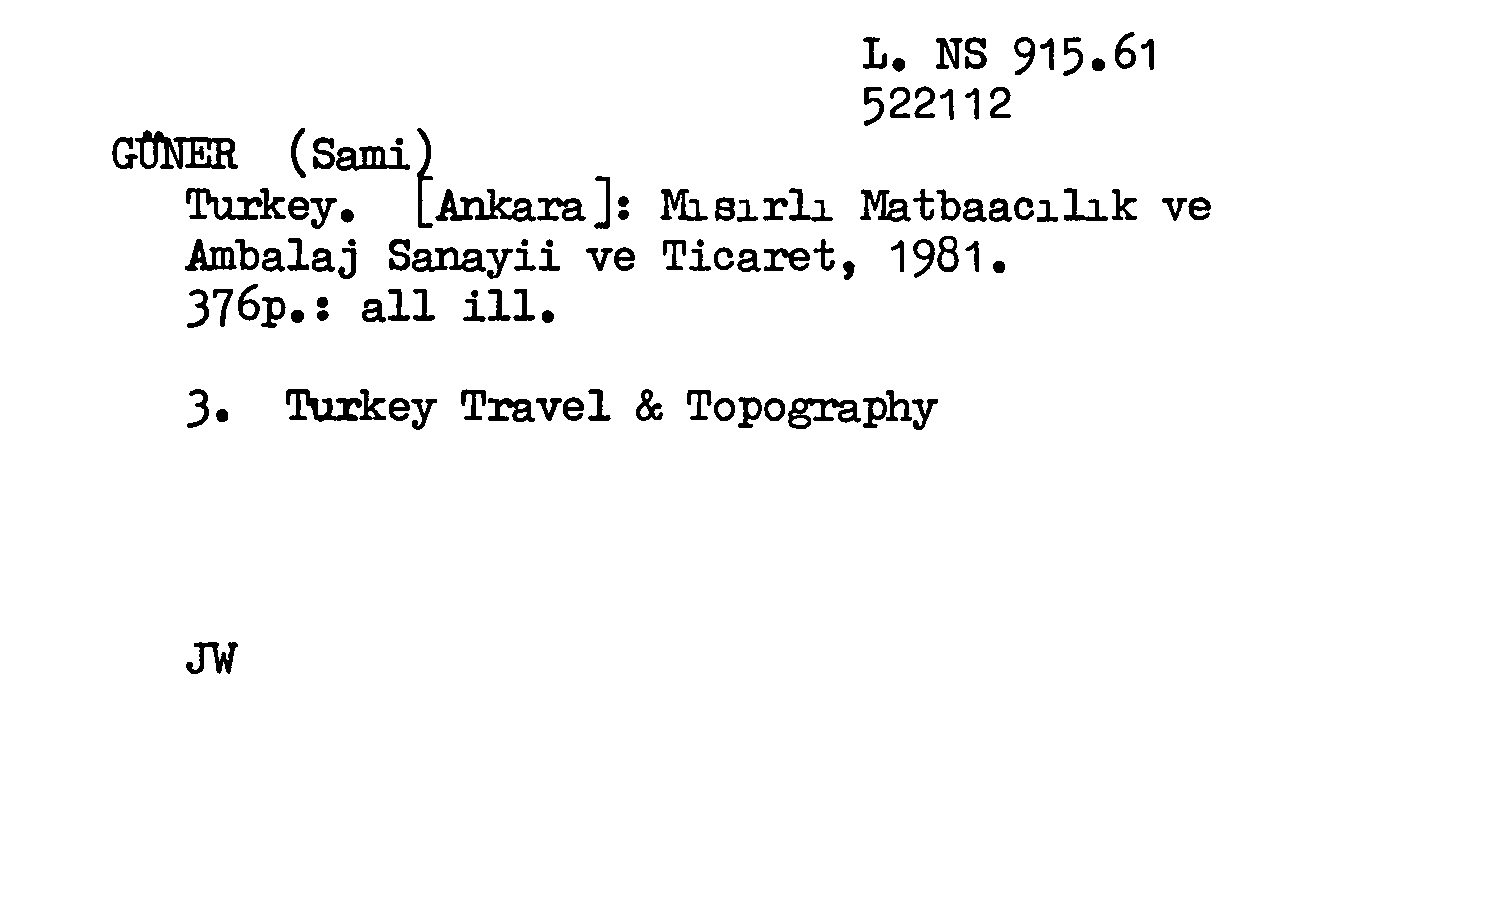 L. NS 915.61
522112
GÜNER (Sami)
Turkey. [Ankara]: Mısırlı Matbaacılık ve
Ambalaj Sanayii ve Ticaret, 1981.
376p.: all ill.
3. Turkey Travel & Topography
JW